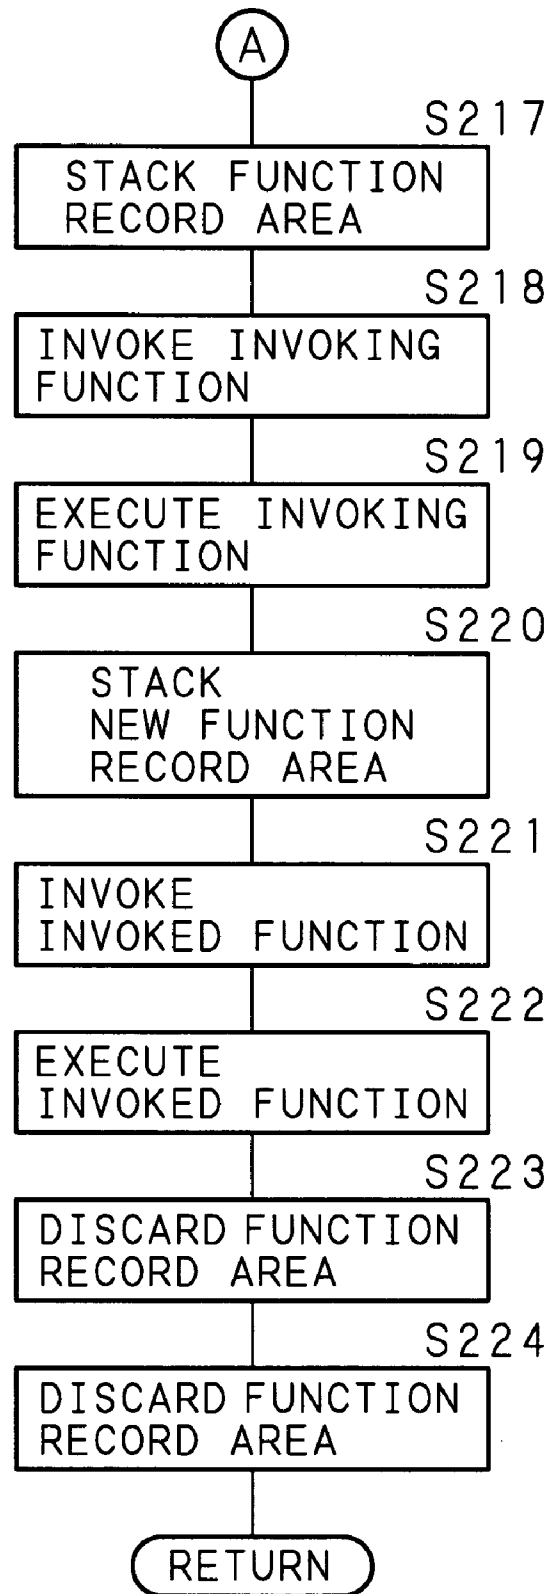 A
S217
STACK FUNCTION
RECORD AREA
S218
INVOKE INVOKING
FUNCTION
S219
EXECUTE INVOKING
FUNCTION
S220
STACK
NEW FUNCTION
RECORD AREA
S221
INVOKE
INVOKED FUNCTION
S222
EXECUTE
INVOKED FUNCTION
S223
DISCARD FUNCTION
RECORD AREA
S224
DISCARD FUNCTION
RECORD AREA
RETURN